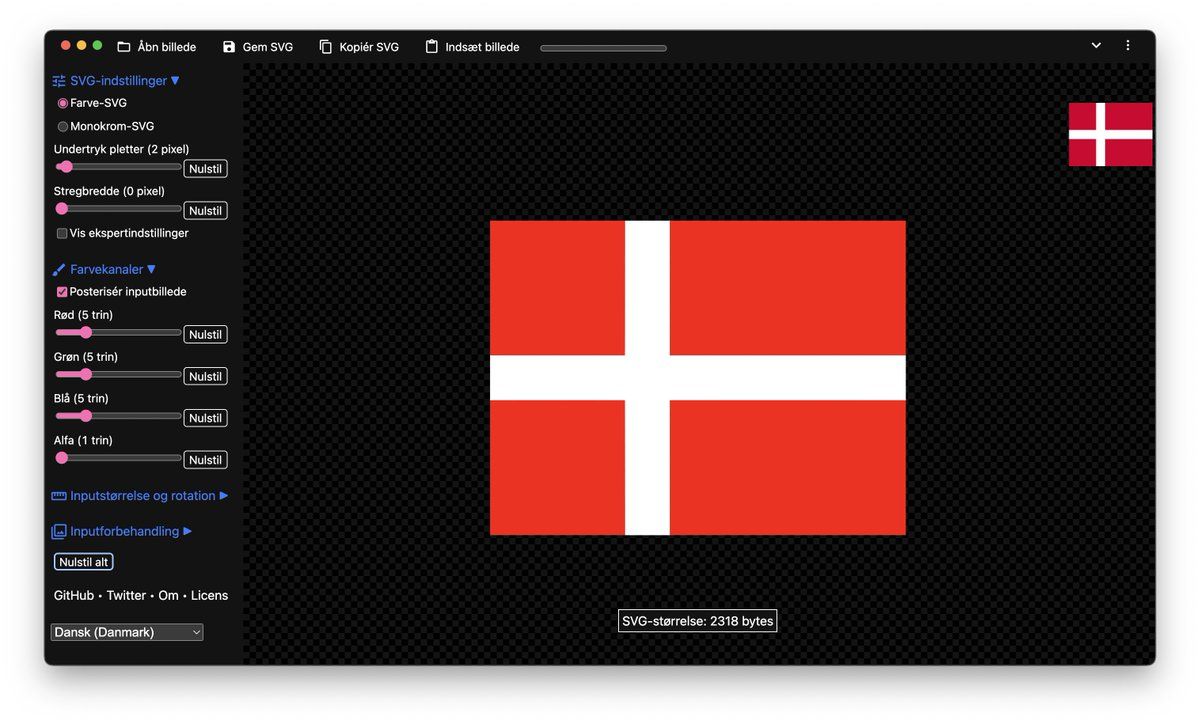 Åbn billede
Gem SVG
Kopiér SVG
Indsæt billede
SVG-indstillinger ▼
Farve-SVG
Monokrom-SVG
Undertryk pletter (2 pixel)
Nulstil
Stregbredde (0 pixel)
Nulstil
Vis ekspertindstillinger
Farvekanaler ▼
Posterisér inputbillede
Rød (5 trin)
Nulstil
Grøn (5 trin)
Nulstil
Blå (5 trin)
Nulstil
Alfa (1 trin)
Nulstil
Inputstørrelse og rotation ▶
Inputforbehandling ▶
Nulstil alt
GitHub • Twitter • Om • Licens
Dansk (Danmark)
SVG-størrelse: 2318 bytes